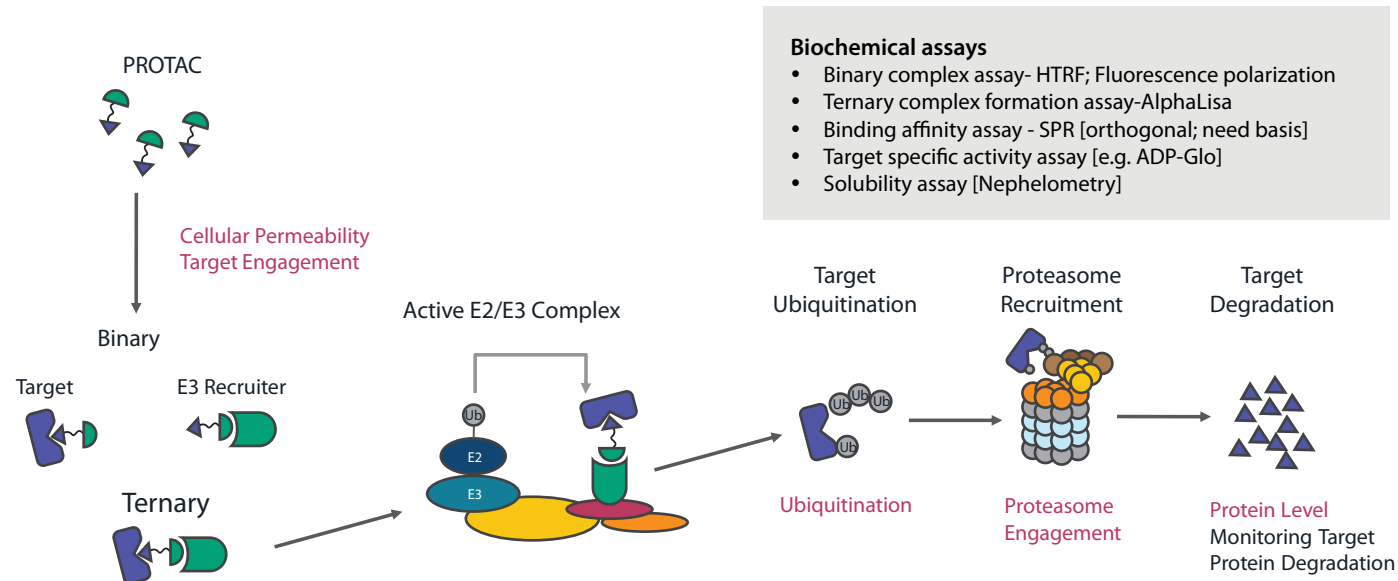 PROTAC
Cellular Permeability
Target Engagement
Binary
Target
E3 Recruiter
Ternary
Active E2/E3 Complex
Ub
E2
E3
Biochemical assays
• Binary complex assay- HTRF; Fluorescence polarization
• Ternary complex formation assay-AlphaLisa
• Binding affinity assay - SPR [orthogonal; need basis]
• Target specific activity assay [e.g. ADP-Glo]
• Solubility assay [Nephelometry]
Target
Ubiquitination
Ub
Ub
Ub
Ub
Ubiquitination
Proteasome
Recruitment
Proteasome
Engagement
Target
Degradation
Protein Level
Monitoring Target
Protein Degradation